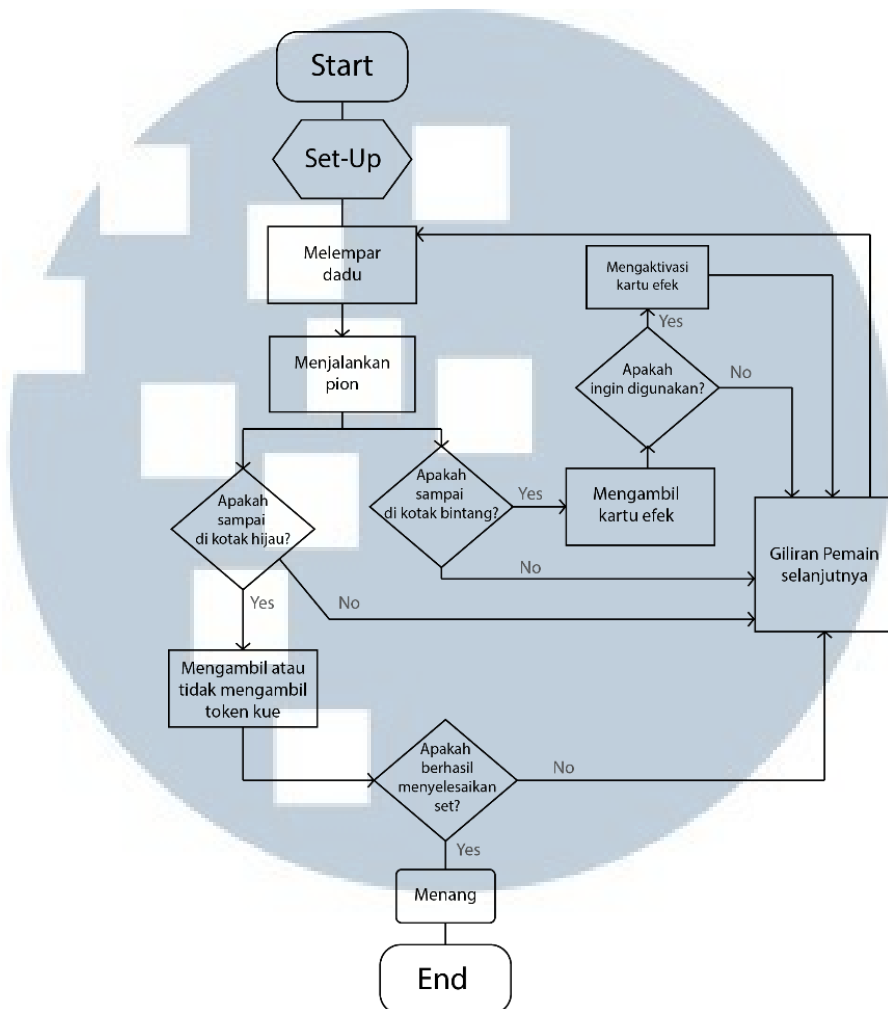 Start
Set-Up
Melempar
dadu
Menjalankan
pion
Mengaktivasi
kartu efek
Yes
Apakah
ingin digunakan?
No
Apakah
sampai
di kotak hijau?
Apakah
sampai
di kotak bintang?
Yes
Mengambil
kartu efek
Giliran Pemain
selanjutnya
No
Yes
No
Mengambil atau
tidak mengambil
token kue
Apakah
berhasil
menyelesaikan
set?
No
Yes
Menang
End